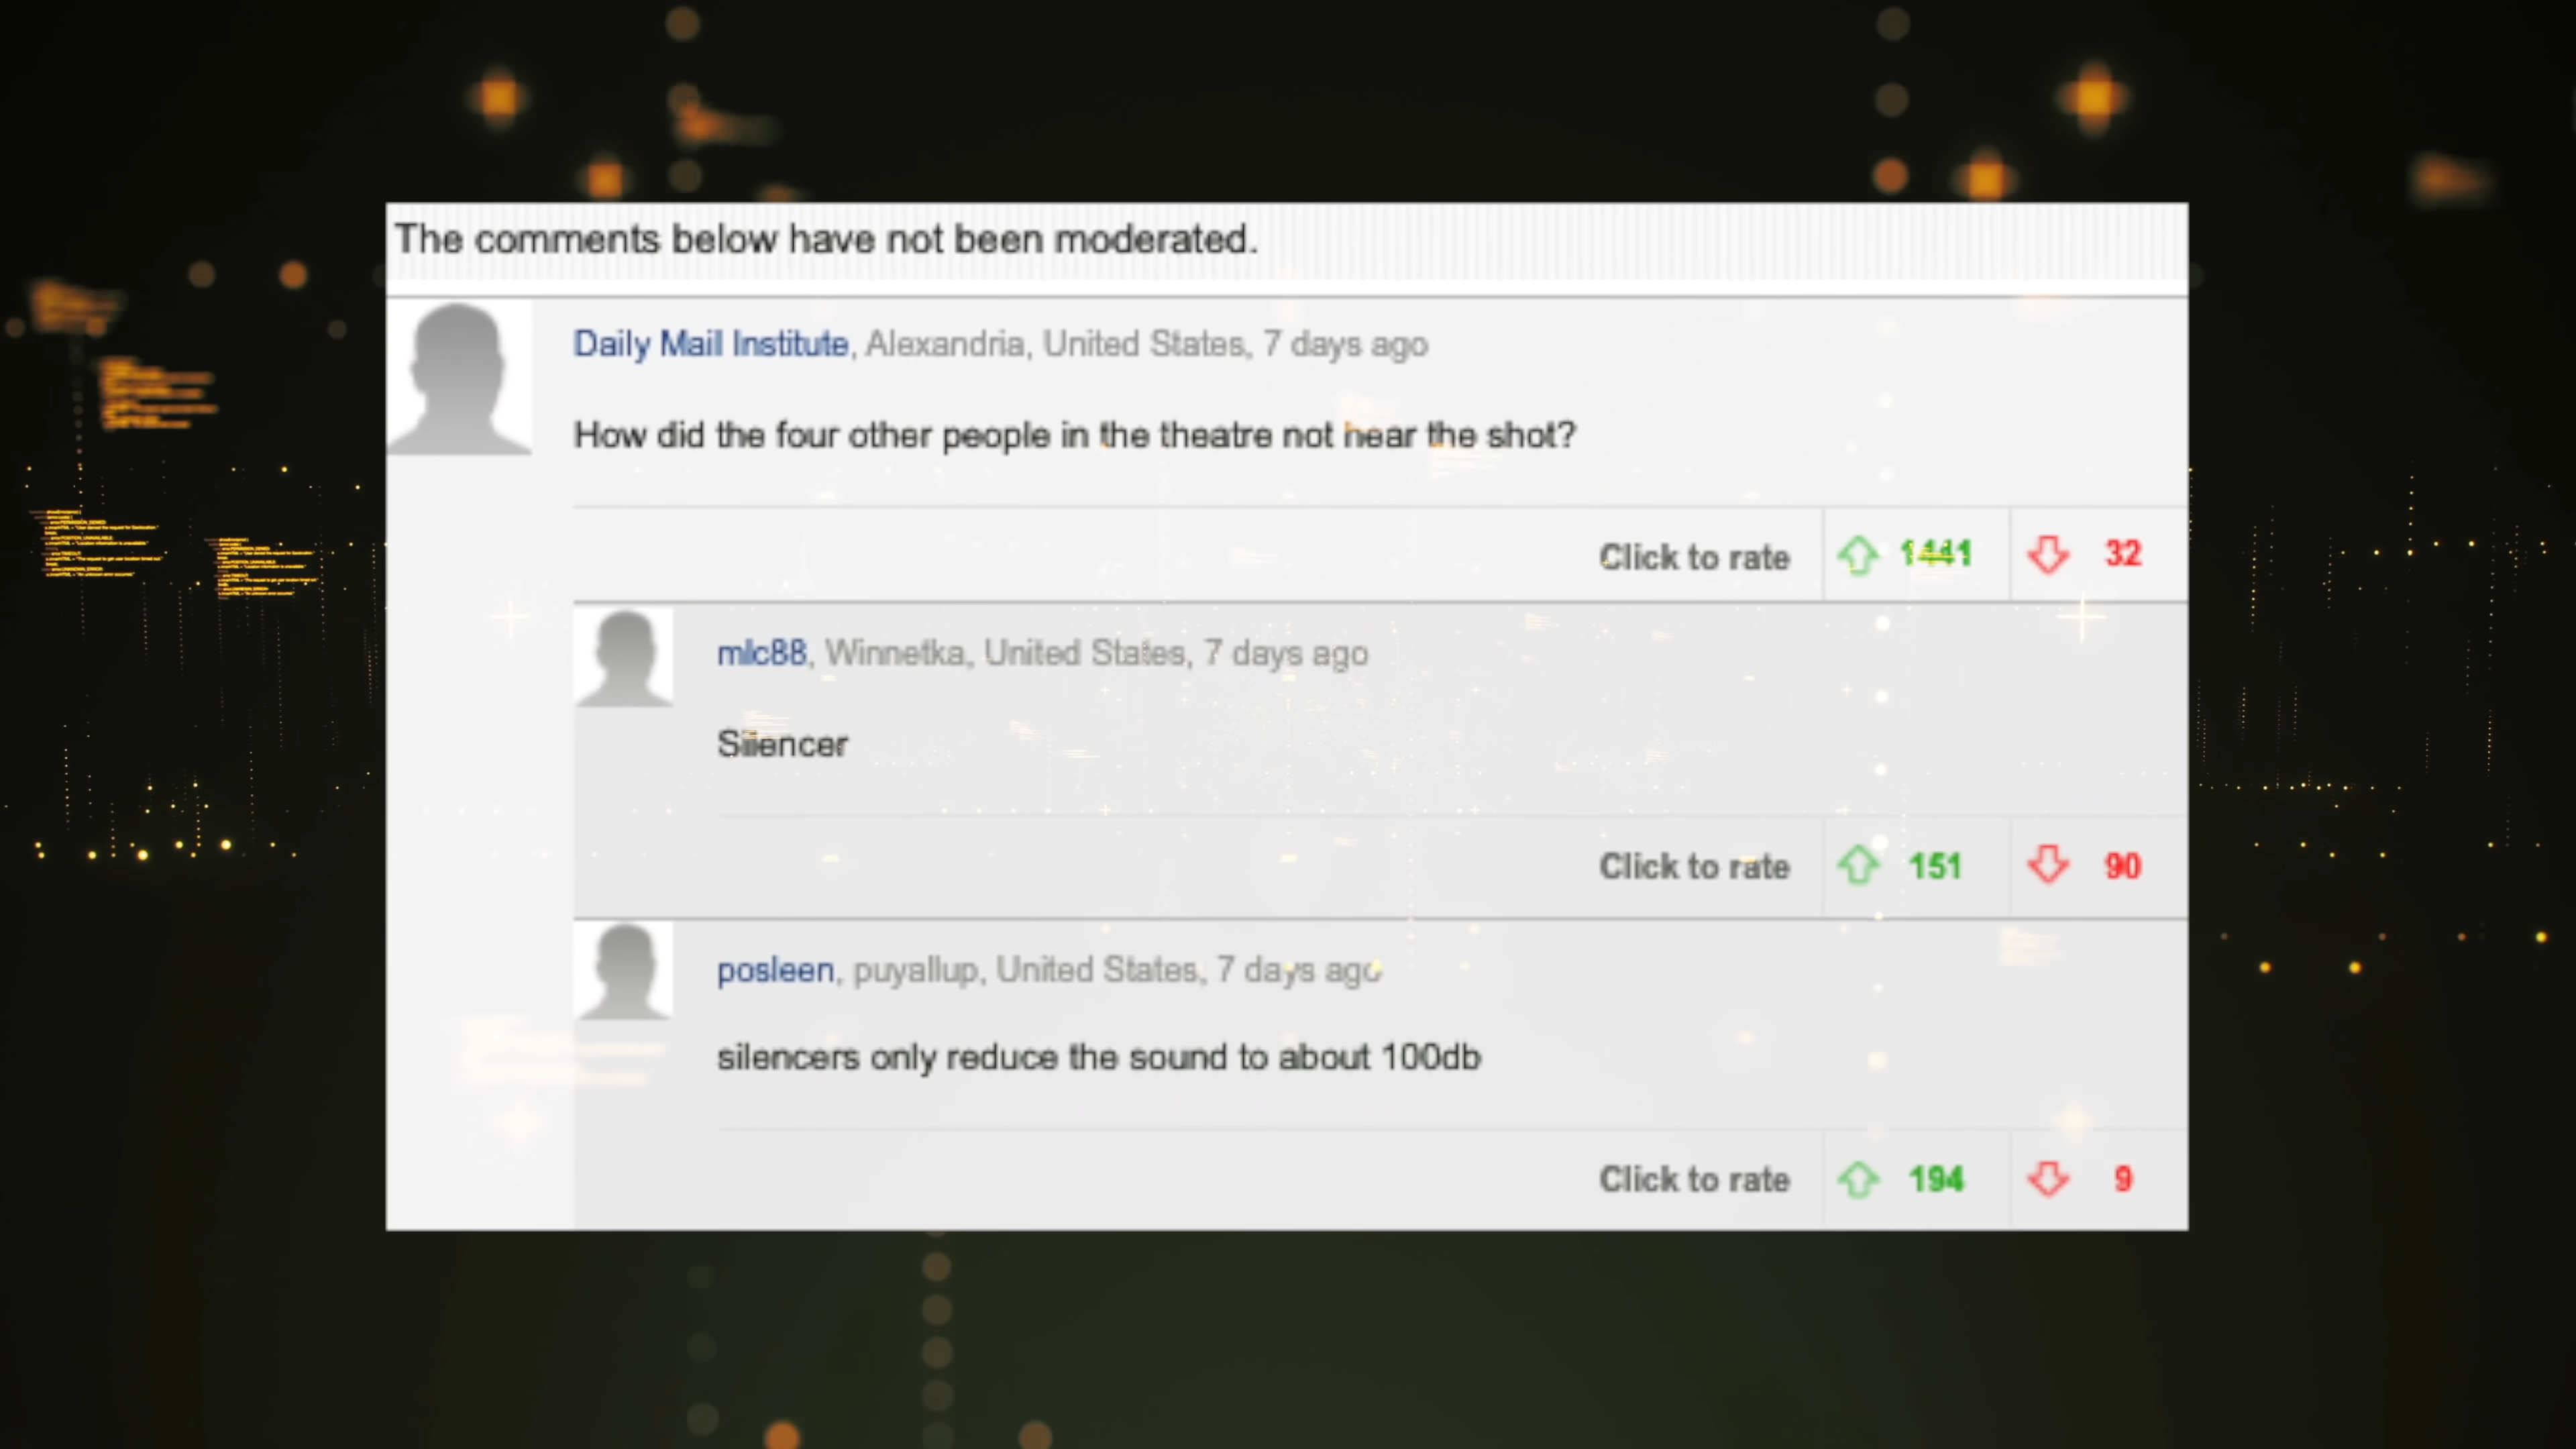 The comments below have not been moderated.
Daily Mail Institute, Alexandria, United States, 7 days ago
How did the four other people in the theatre not hear the shot?
Click to rate 1441 32
mlc88, Winnetka, United States, 7 days ago
Silencer
Click to rate 151 90
posleen, puyallup, United States, 7 days ago
silencers only reduce the sound to about 100db
Click to rate 194 9